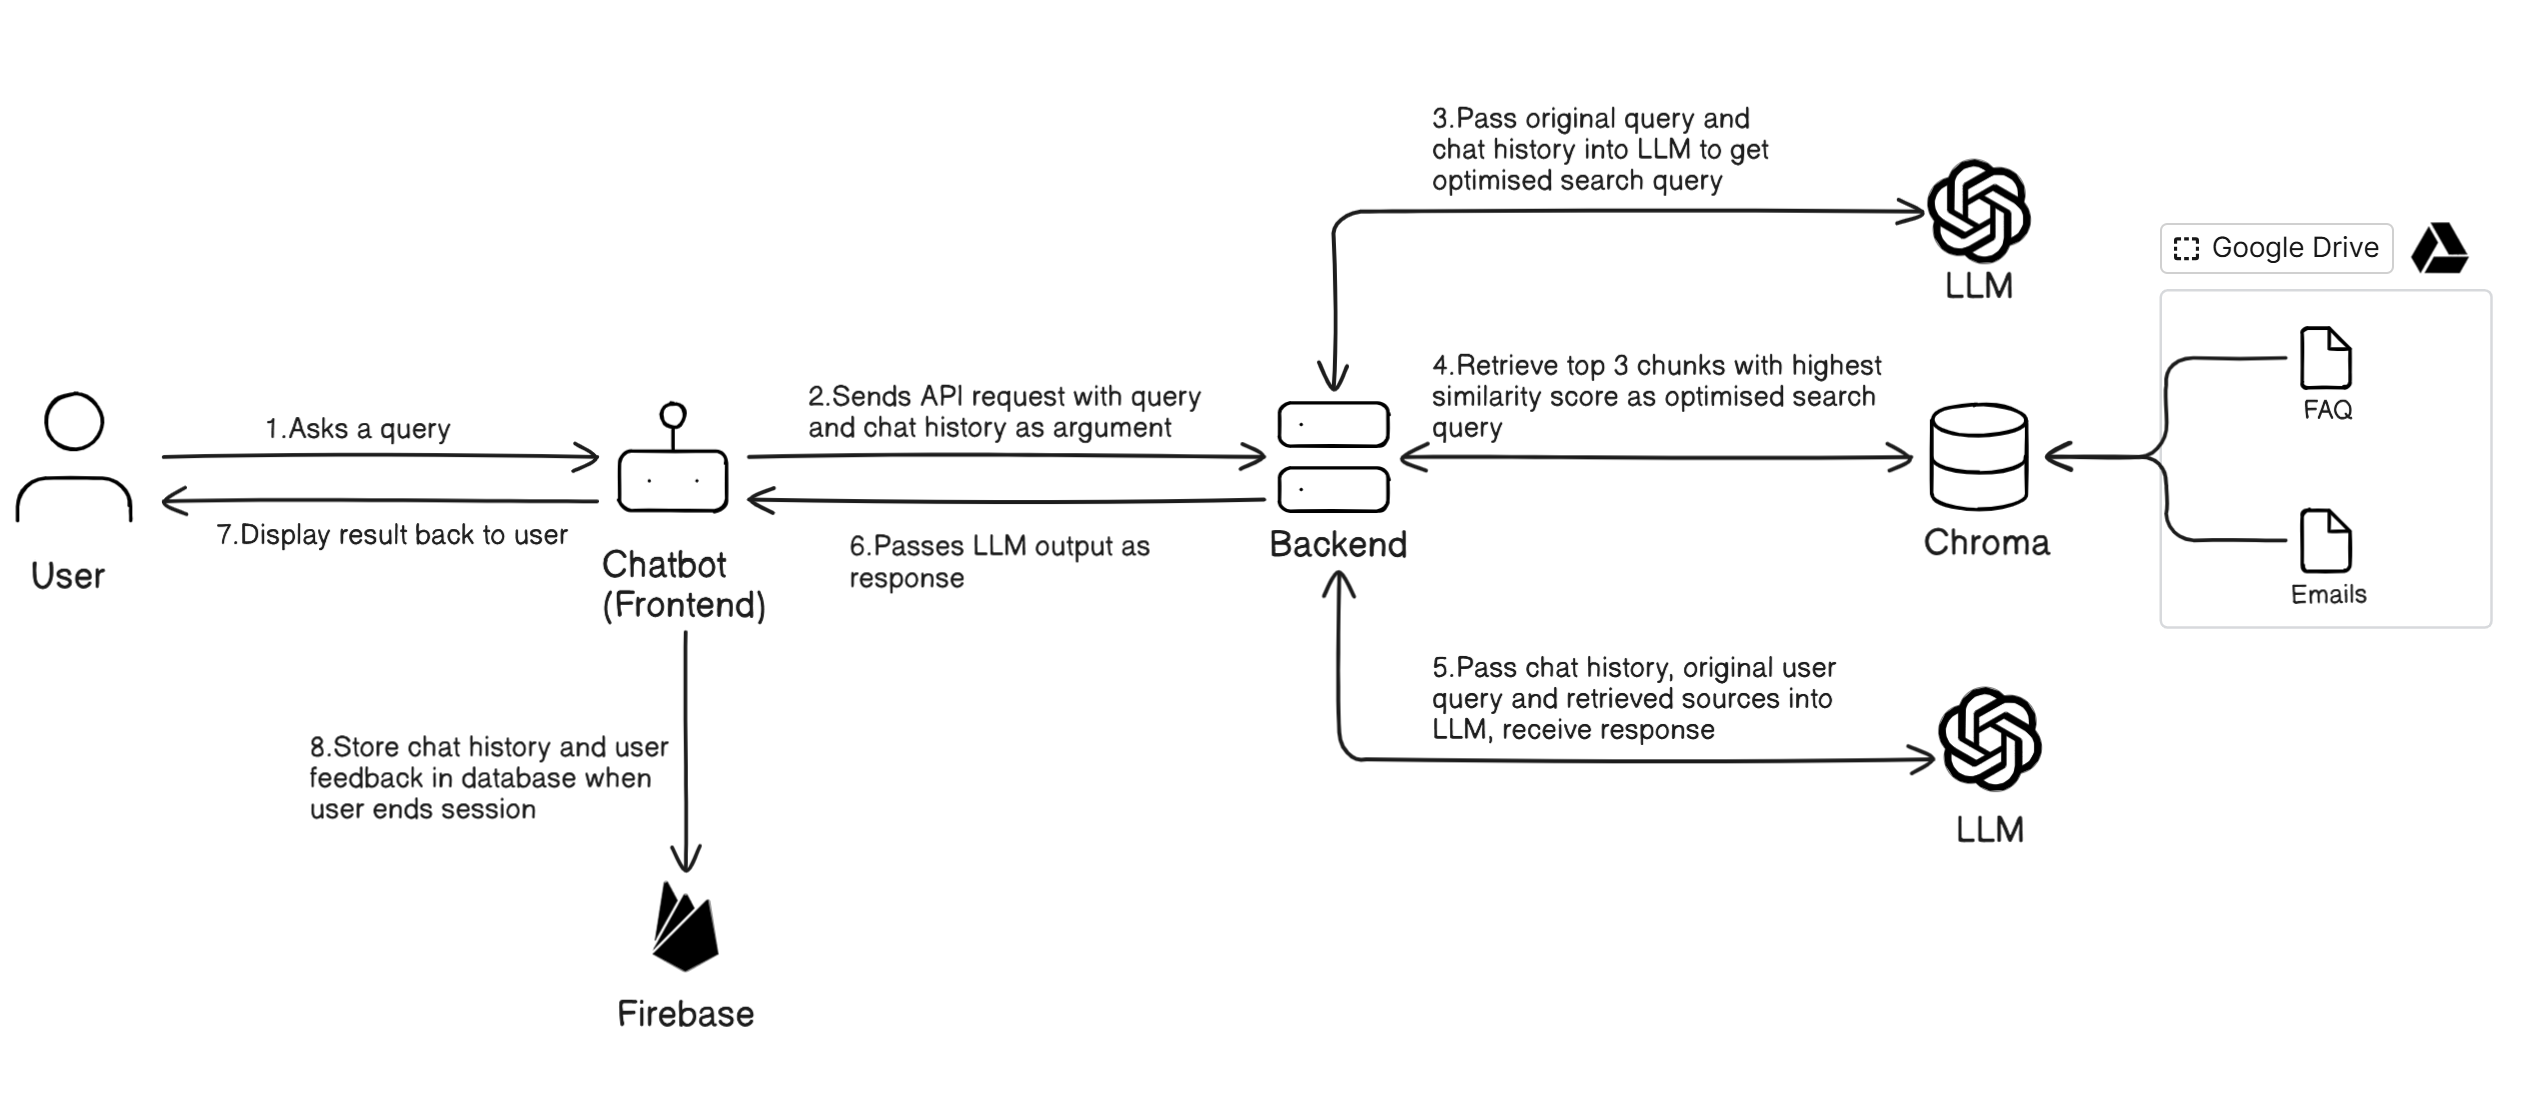 3.Pass original query and
chat history into LLM to get
optimised search query
LLM
Google Drive
FAQ
Emails
4.Retrieve top 3 chunks with highest
similarity score as optimised search
query
Chroma
1.Asks a query
2.Sends API request with query
and chat history as argument
7.Display result back to user
6.Passes LLM output as
response
User
Chatbot
(Frontend)
Backend
5.Pass chat history, original user
query and retrieved sources into
LLM, receive response
LLM
8.Store chat history and user
feedback in database when
user ends session
Firebase